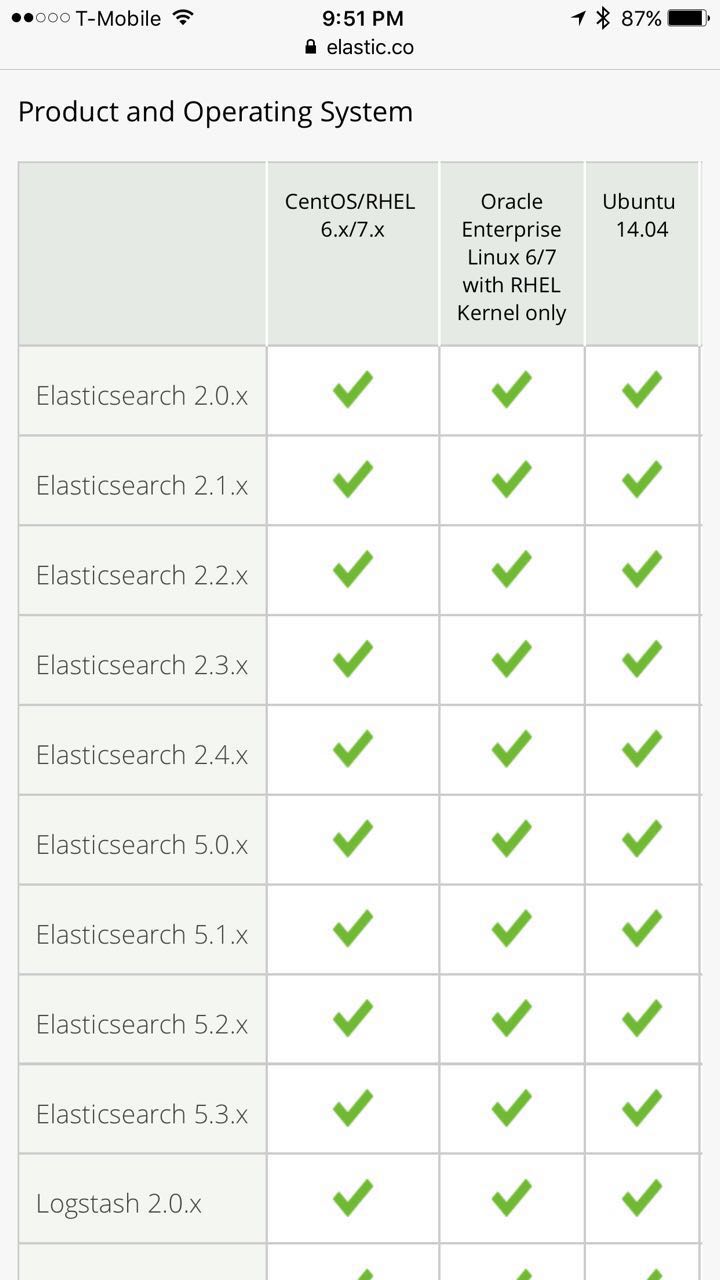 T-Mobile 9:51 PM 87%
elastic.co
Product and Operating System
CentOS/RHEL
6.x/7.x
Oracle
Enterprise
Linux 6/7
with RHEL
Kernel only
Ubuntu
14.04
Elasticsearch 2.0.x
Elasticsearch 2.1.x
Elasticsearch 2.2.x
Elasticsearch 2.3.x
Elasticsearch 2.4.x
Elasticsearch 5.0.x
Elasticsearch 5.1.x
Elasticsearch 5.2.x
Elasticsearch 5.3.x
Logstash 2.0.x